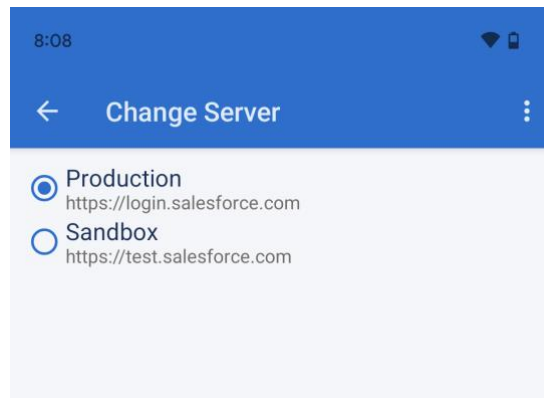 8:08
Change Server
Production
https://login.salesforce.com
Sandbox
https://test.salesforce.com